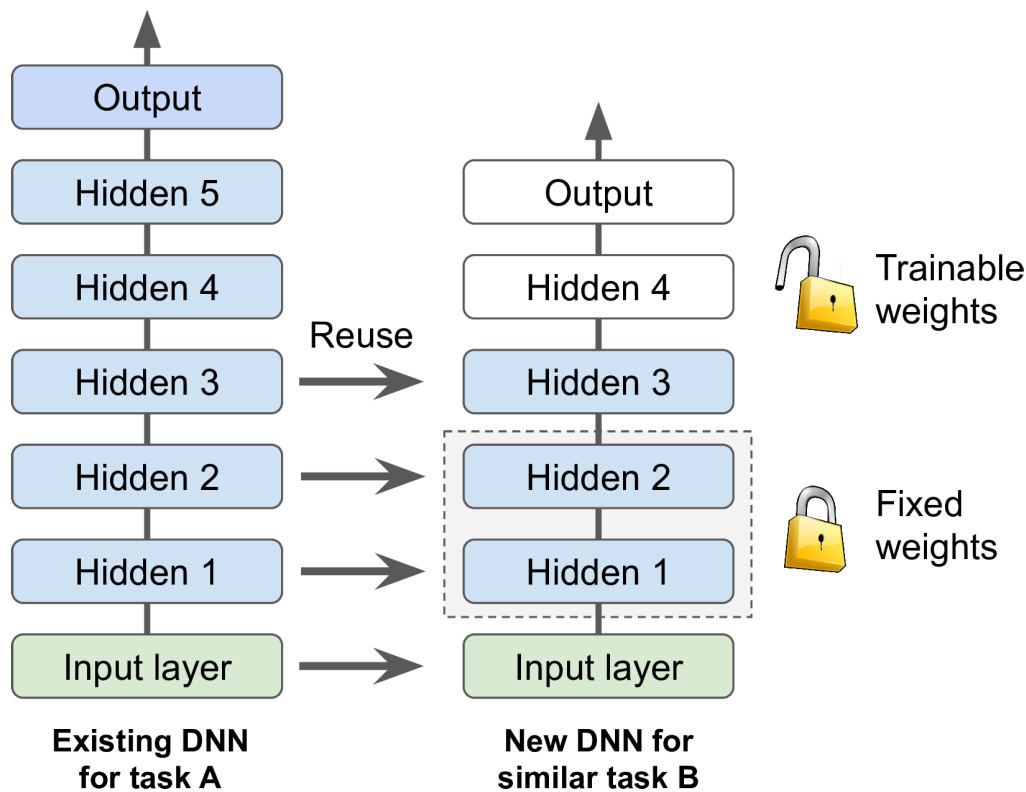 Output
Hidden 5
Hidden 4
Hidden 3
Hidden 2
Hidden 1
Input layer
Existing DNN
for task A
Reuse
Output
Hidden 4
Hidden 3
Hidden 2
Hidden 1
Input layer
New DNN for
similar task B
Trainable
weights
Fixed
weights